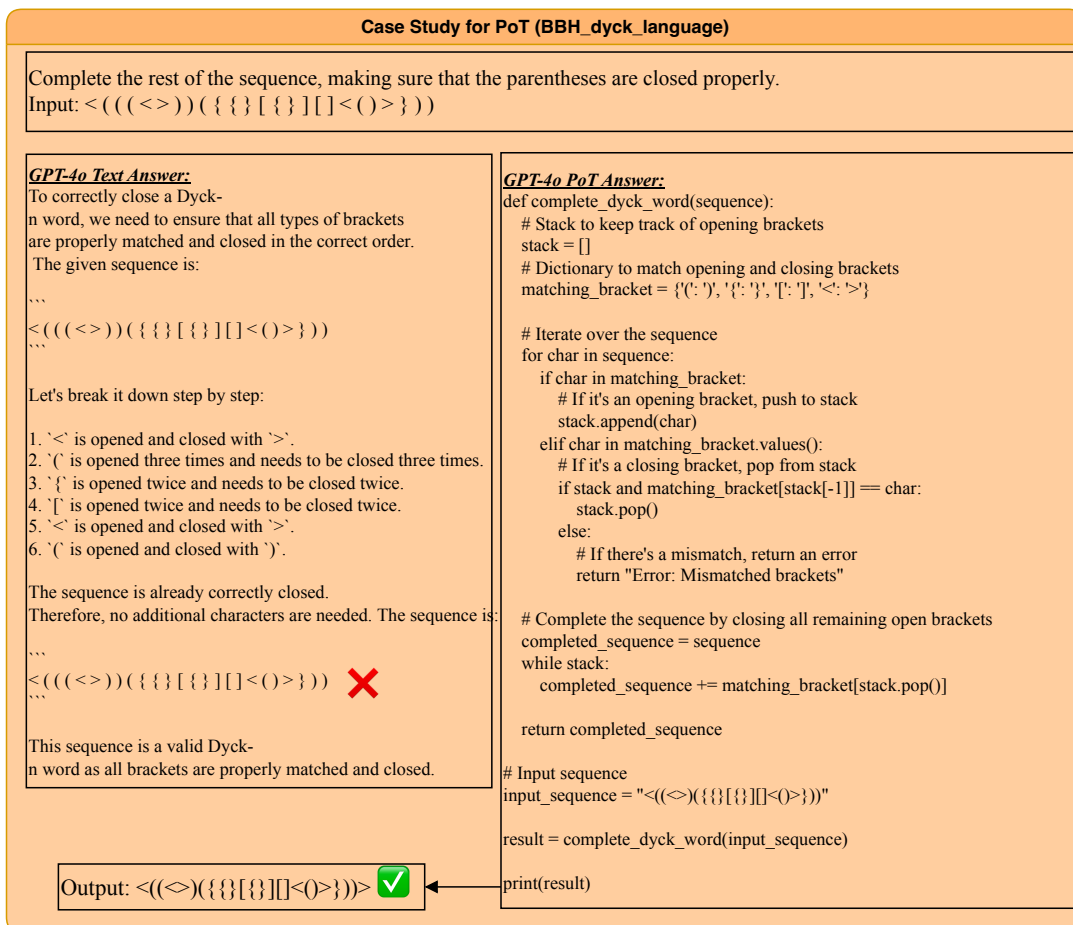 Case Study for PoT (BBH_dyck_language)
Complete the rest of the sequence, making sure that the parentheses are closed properly.
Input: < ( ( ( < > ) ) ( { { } [ { } ] [ ] < ( ) > } ) )
GPT-4o Text Answer:
To correctly close a Dyck-
n word, we need to ensure that all types of brackets
are properly matched and closed in the correct order.
The given sequence is:
```
< ( ( ( < > ) ) ( { { } [ { } ] [ ] < ( ) > } ) )
```
Let's break it down step by step:
1. `<` is opened and closed with `>`.
2. `(` is opened three times and needs to be closed three times.
3. `{` is opened twice and needs to be closed twice.
4. `[` is opened twice and needs to be closed twice.
5. `<` is opened and closed with `>`.
6. `(` is opened and closed with `)`.
The sequence is already correctly closed.
Therefore, no additional characters are needed. The sequence is:
```
< ( ( ( < > ) ) ( { { } [ { } ] [ ] < ( ) > } ) )
```
This sequence is a valid Dyck-
n word as all brackets are properly matched and closed.
GPT-4o PoT Answer:
def complete_dyck_word(sequence):
# Stack to keep track of opening brackets
stack = []
# Dictionary to match opening and closing brackets
matching_bracket = {'(': ')', '{': '}', '[': ']', '<': '>'}
# Iterate over the sequence
for char in sequence:
if char in matching_bracket:
# If it's an opening bracket, push to stack
stack.append(char)
elif char in matching_bracket.values():
# If it's a closing bracket, pop from stack
if stack and matching_bracket[stack[-1]] == char:
stack.pop()
else:
# If there's a mismatch, return an error
return "Error: Mismatched brackets"
# Complete the sequence by closing all remaining open brackets
completed_sequence = sequence
while stack:
completed_sequence += matching_bracket[stack.pop()]
return completed_sequence
# Input sequence
input_sequence = "<((<>)({{}[{}][]<()>}))"
result = complete_dyck_word(input_sequence)
print(result)
Output: <((<>)({{}[{}][]<()>}))>